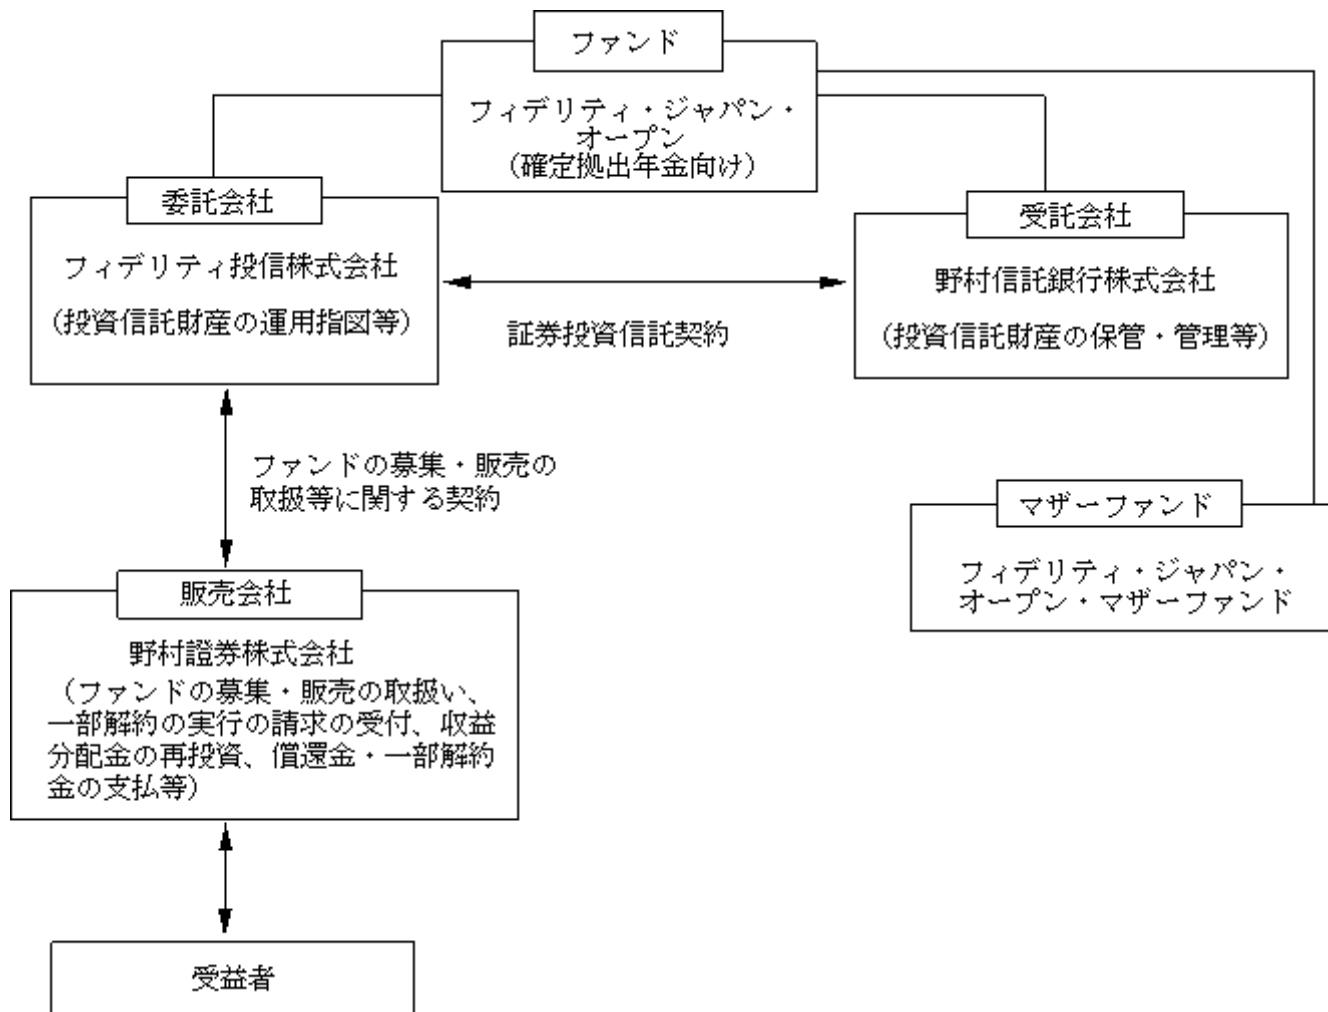 ファンド
フィデリティ・ジャパン・
オープン
（確定拠出年金向け）
委託会社
フィデリティ投信株式会社
（投資信託財産の運用指図等）
証券投資信託契約
受託会社
野村信託銀行株式会社
（投資信託財産の保管・管理等）
ファンドの募集・販売の
取扱等に関する契約
マザーファンド
フィデリティ・ジャパン・
オープン・マザーファンド
販売会社
野村證券株式会社
（ファンドの募集・販売の取扱い、
一部解約の実行の請求の受付、収益
分配金の再投資、償還金・一部解約
金の支払等）
受益者